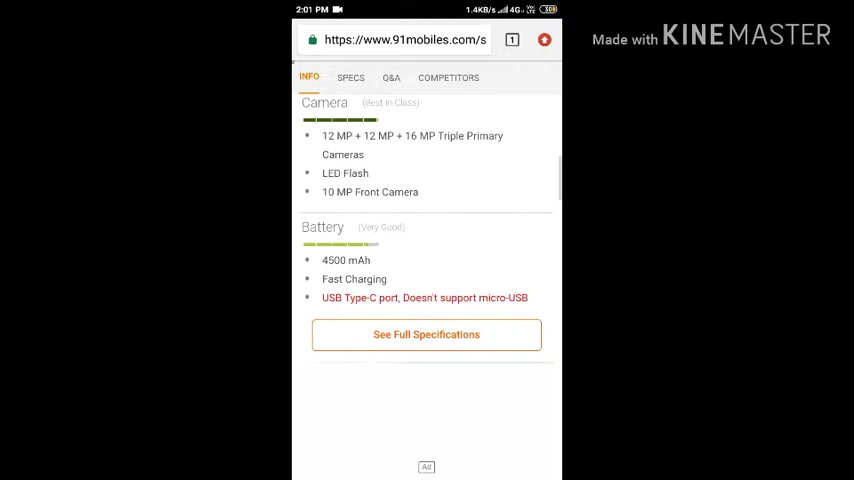 2:01 PM 1.4KB/s 4G
Made with KINEMASTER
https://www.91mobiles.com/s 1
INFO SPECS Q&A COMPETITORS
Camera (Best In Class)
12 MP + 12 MP + 16 MP Triple Primary
Cameras
LED Flash
10 MP Front Camera
Battery (Very Good)
4500 mAh
Fast Charging
USB Type-C port, Doesn't support micro-USB
See Full Specifications
Ad